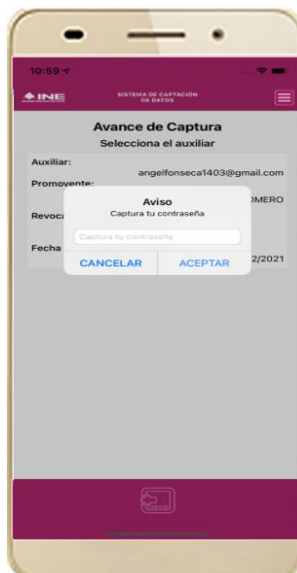 10:59
INE
SISTEMA DE CAPTACIÓN
DE DATOS
Avance de Captura
Selecciona el auxiliar
Auxiliar:
angelfonseca1403@gmail.com
Promovente:
OMERO
Aviso
Captura tu contraseña
Revoca
Captura tu contraseña
Fecha
2/2021
CANCELAR
ACEPTAR